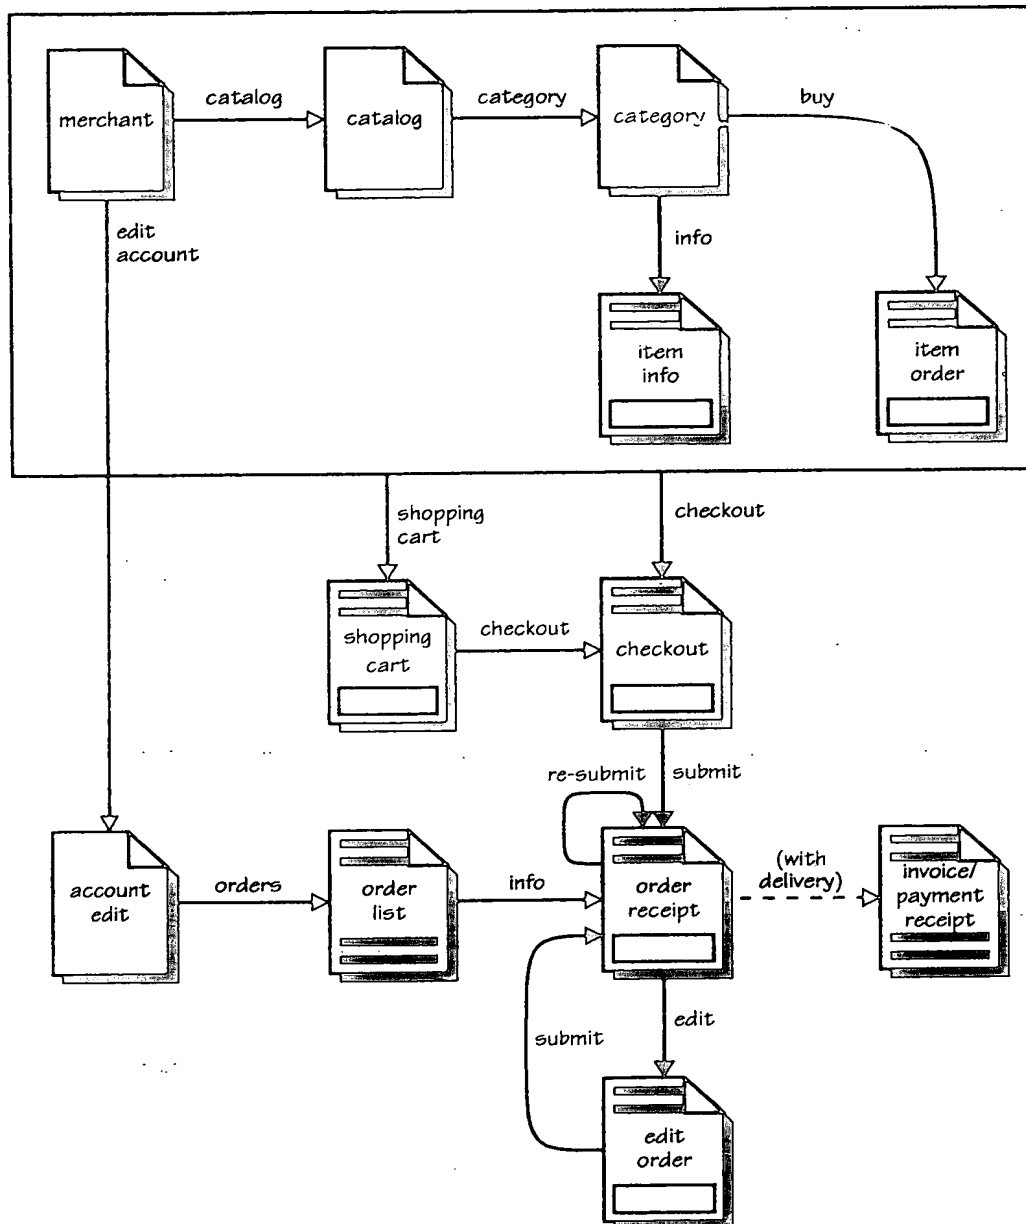 catalog
category
buy
merchant
catalog
category
edit
account
info
item
info
item
order
shopping
cart
checkout
shopping
cart
checkout
checkout
re-submit
submit
account
edit
orders
order
list
info
order
receipt
(with
delivery)
invoice/
payment
receipt
submit
edit
edit
order